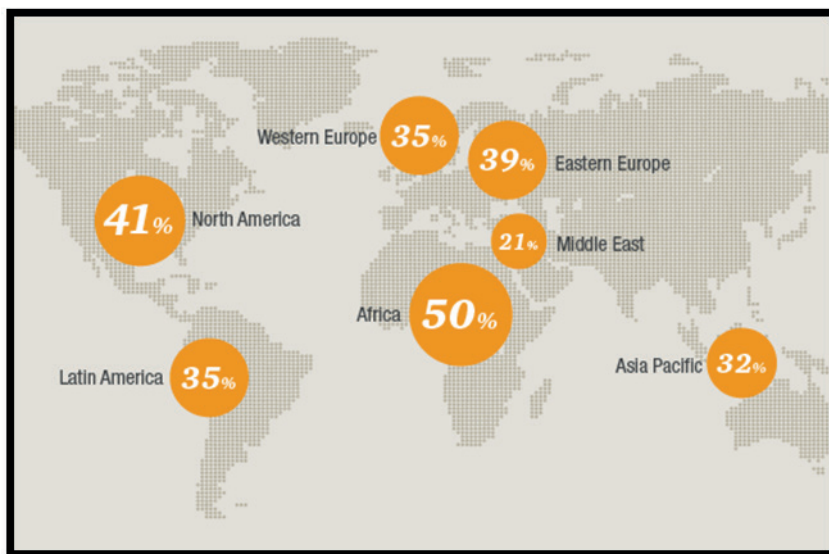 Western Europe 35%
39% Eastern Europe
41% North America
21% Middle East
Africa 50%
Latin America 35%
Asia Pacific 32%